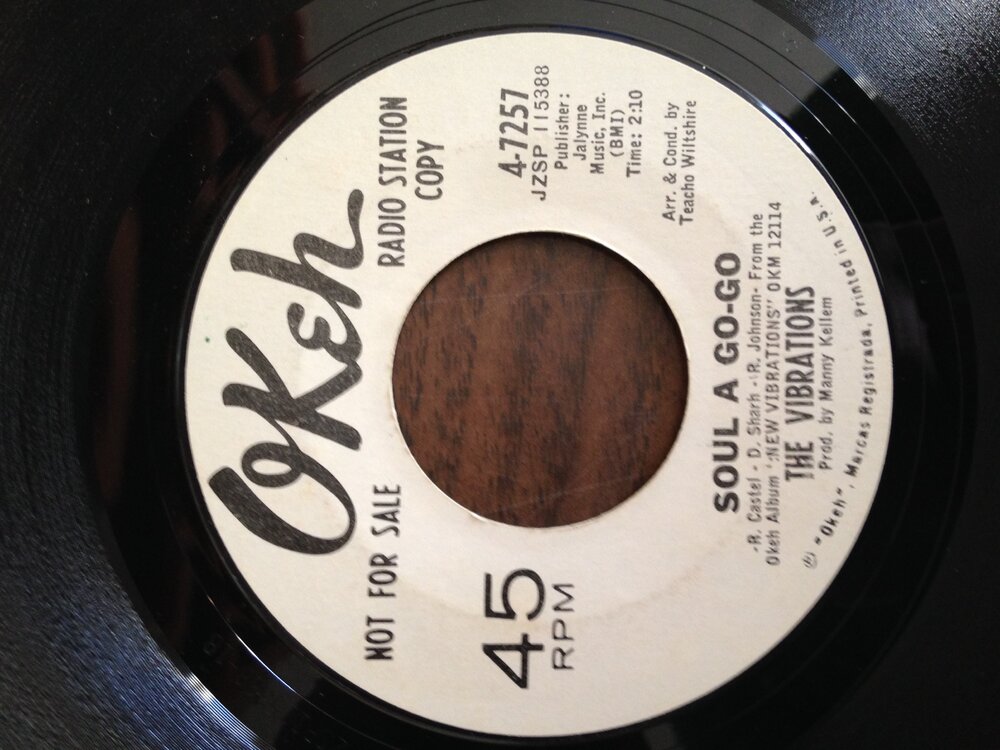 OKeh
NOT FOR SALE
RADIO STATION
COPY
45
RPM
4-7257
JZSP 115388
Publisher:
Jalynne
Music, Inc.
(BMI)
Time: 2:10
Arr. & Cond. by
Teacho Wiltshire
SOUL A GO-GO
-R. Castel - D. Sharh - R. Johnson- From the
Okeh Album "NEW VIBRATIONS" OKM 12114
THE VIBRATIONS
Prod. by Manny Kellem
"Okeh", Marcas Registrada, Printed in U.S.A.